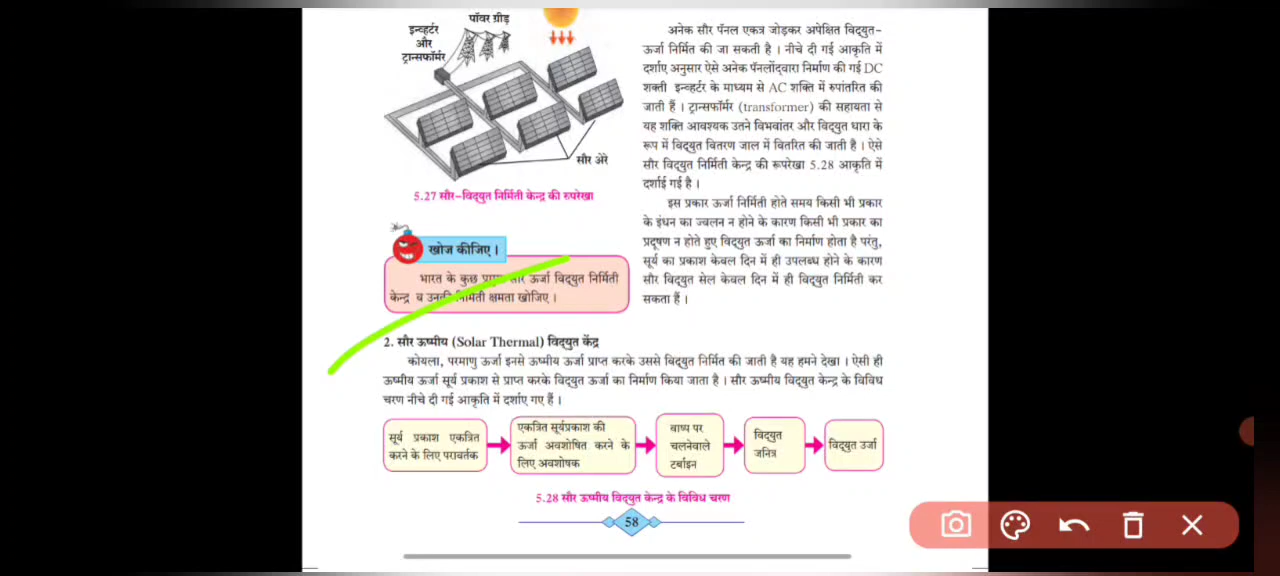 पॉवर ग्रीड़
इन्व्हर्टर
और
ट्रान्सफॉर्मर
सौर अॅरे
5.27 सौर-विद्युत निर्मिती केन्द्र की रुपरेखा
खोज कीजिए ।
भारत के कुछ सौर ऊर्जा विद्युत निर्मिती
केन्द्र व उनकी निर्मिती क्षमता खोजिए ।
अनेक सौर पॅनल एकत्र जोड़कर अपेक्षित विद्युत-
ऊर्जा निर्मित की जा सकती है । नीचे दी गई आकृति में
दर्शाए अनुसार ऐसे अनेक पॅनलोंद्वारा निर्माण की गई DC
शक्ती इन्व्हर्टर के माध्यम से AC शक्ति में रुपांतरित की
जाती हैं । ट्रान्सफॉर्मर (transformer) की सहायता से
यह शक्ति आवश्यक उतने विभवांतर और विद्युत धारा के
रूप में विद्युत वितरण जाल में वितरित की जाती है । ऐसे
सौर विद्युत निर्मिती केन्द्र की रूपरेखा 5.28 आकृति में
दर्शाई गई है ।
इस प्रकार ऊर्जा निर्मिती होते समय किसी भी प्रकार
के इंधन का ज्वलन न होने के कारण किसी भी प्रकार का
प्रदूषण न होते हुए विद्युत ऊर्जा का निर्माण होता है परंतु,
सूर्य का प्रकाश केवल दिन में ही उपलब्ध होने के कारण
सौर विद्युत सेल केवल दिन में ही विद्युत निर्मिती कर
सकता हैं ।
2. सौर ऊष्मीय (Solar Thermal) विद्युत केंद्र
कोयला, परमाणु ऊर्जा इनसे ऊष्मीय ऊर्जा प्राप्त करके उससे विद्युत निर्मित की जाती है यह हमने देखा । ऐसी ही
ऊष्मीय ऊर्जा सूर्य प्रकाश से प्राप्त करके विद्युत ऊर्जा का निर्माण किया जाता है । सौर ऊष्मीय विद्युत केन्द्र के विविध
चरण नीचे दी गई आकृति में दर्शाए गए हैं ।
सूर्य प्रकाश एकत्रित
करने के लिए परावर्तक
एकत्रित सूर्यप्रकाश की
ऊर्जा अवशोषित करने के
लिए अवशोषक
वाष्प पर
चलनेवाले
टर्बाइन
विद्युत
जनित्र
विद्युत उर्जा
5.28 सौर ऊष्मीय विद्युत केन्द्र के विविध चरण
58